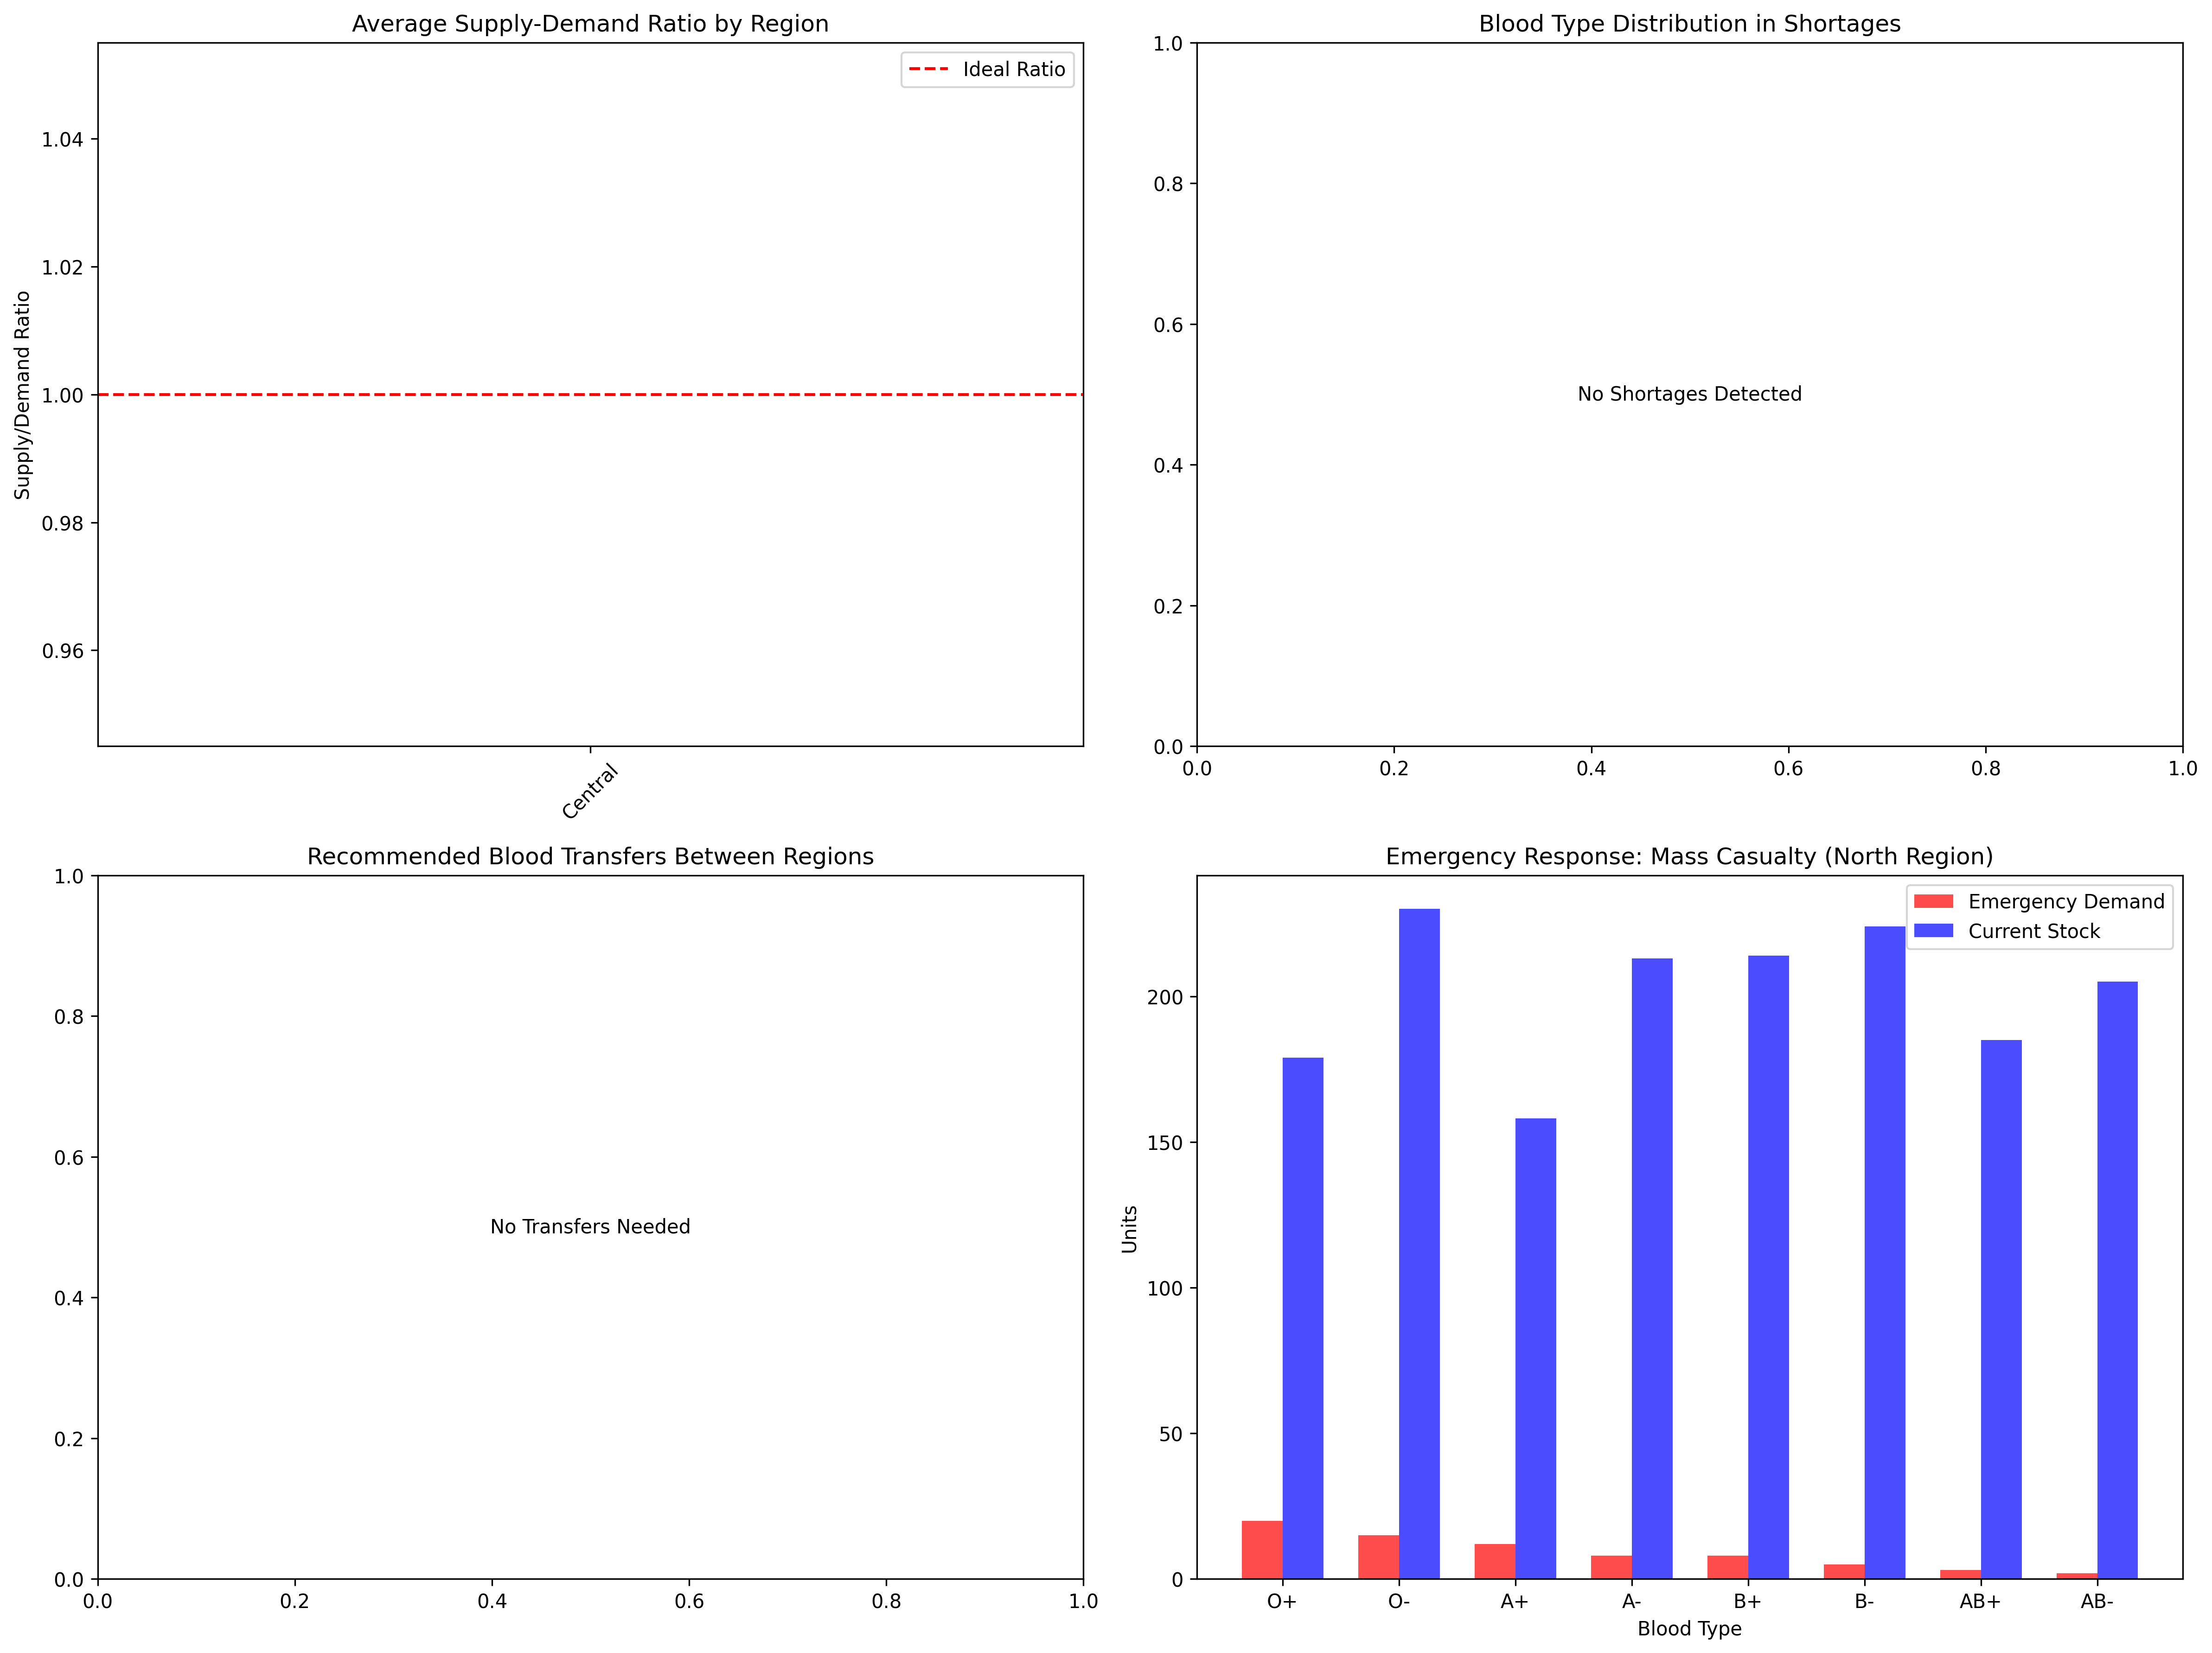 Average Supply-Demand Ratio by Region
Ideal Ratio
1.04
1.02
1.00
0.98
0.96
Supply/Demand Ratio
Central
Blood Type Distribution in Shortages
1.0
0.8
0.6
0.4
0.2
0.0
No Shortages Detected
0.0 0.2 0.4 0.6 0.8 1.0
Recommended Blood Transfers Between Regions
1.0
0.8
0.6
0.4
0.2
0.0
No Transfers Needed
0.0 0.2 0.4 0.6 0.8 1.0
Emergency Response: Mass Casualty (North Region)
Emergency Demand
Current Stock
200
150
100
50
0
Units
O+ O- A+ A- B+ B- AB+ AB-
Blood Type